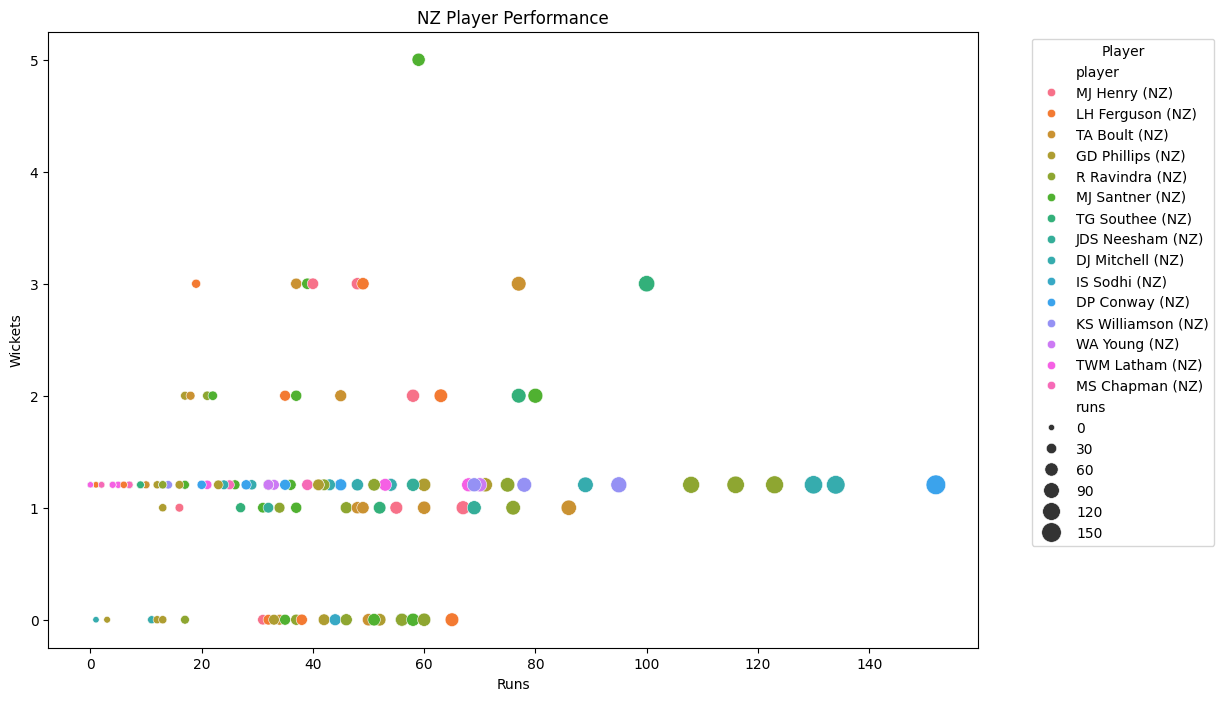 NZ Player Performance
5
4
3
2
1
0
Wickets
0 20 40 60 80 100 120 140
Runs
Player
player
MJ Henry (NZ)
LH Ferguson (NZ)
TA Boult (NZ)
GD Phillips (NZ)
R Ravindra (NZ)
MJ Santner (NZ)
TG Southee (NZ)
JDS Neesham (NZ)
DJ Mitchell (NZ)
IS Sodhi (NZ)
DP Conway (NZ)
KS Williamson (NZ)
WA Young (NZ)
TWM Latham (NZ)
MS Chapman (NZ)
runs
0
30
60
90
120
150